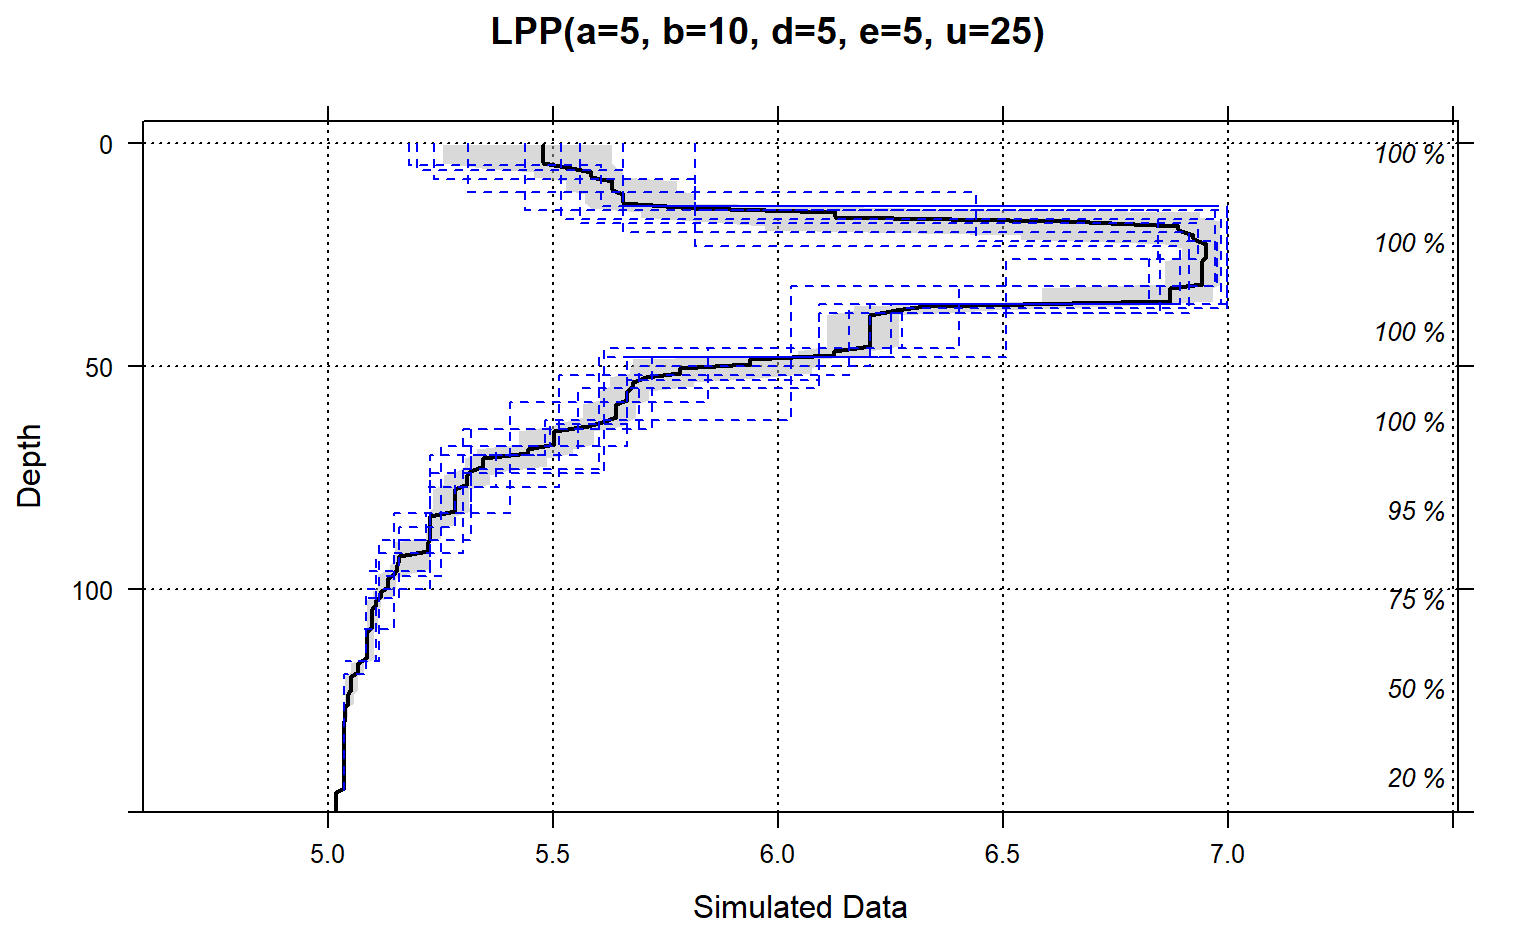 LPP(a=5, b=10, d=5, e=5, u=25)
0
100 %
100 %
100 %
50
100 %
Depth
95 %
100
75 %
50 %
20 %
5.0 5.5 6.0 6.5 7.0
Simulated Data